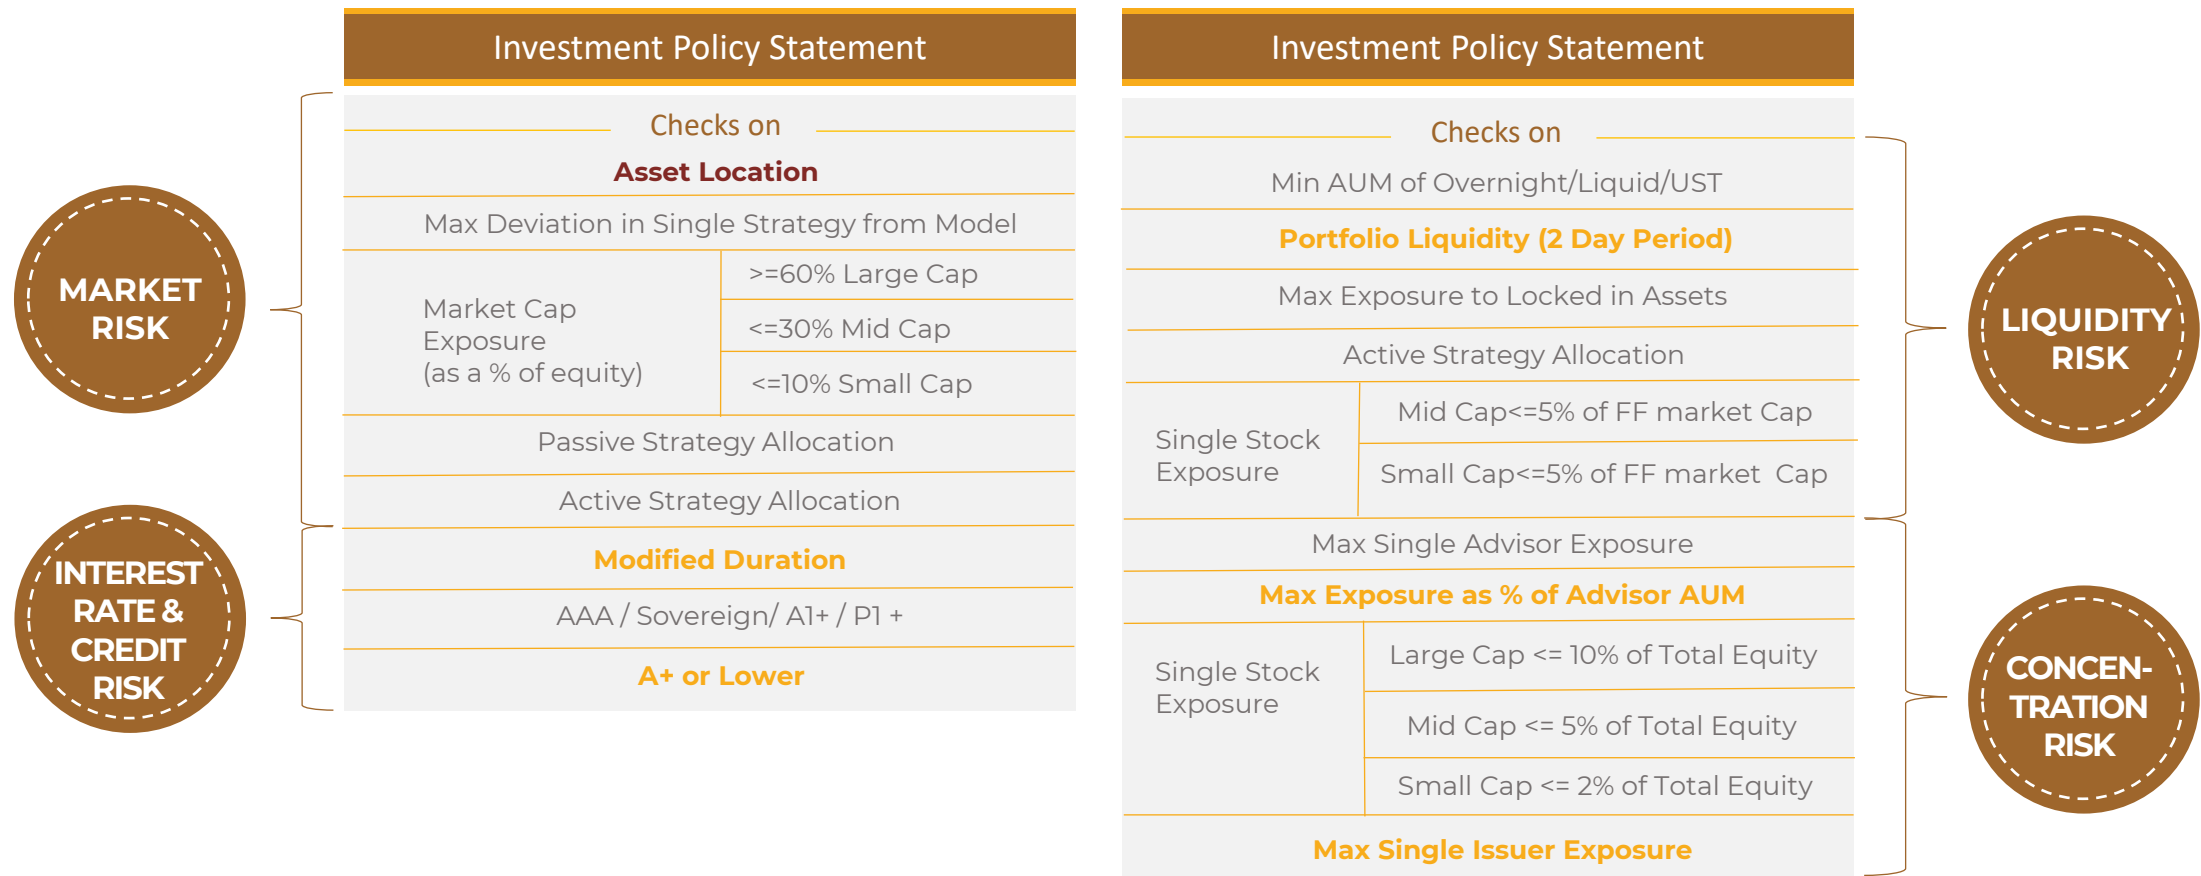 Investment Policy Statement
Checks on
Asset Location
Max Deviation in Single Strategy from Model
Market Cap
Exposure
(as a % of equity)
>=60% Large Cap
<=30% Mid Cap
<=10% Small Cap
Passive Strategy Allocation
Active Strategy Allocation
Modified Duration
AAA / Sovereign/ A1+ / P1 +
A+ or Lower
MARKET
RISK
INTEREST
RATE &
CREDIT
RISK
Investment Policy Statement
Checks on
Min AUM of Overnight/Liquid/UST
Portfolio Liquidity (2 Day Period)
Max Exposure to Locked in Assets
Active Strategy Allocation
Single Stock
Exposure
Mid Cap<=5% of FF market Cap
Small Cap<=5% of FF market  Cap
Max Single Advisor Exposure
Max Exposure as % of Advisor AUM
Single Stock
Exposure
Large Cap <= 10% of Total Equity
Mid Cap <= 5% of Total Equity
Small Cap <= 2% of Total Equity
Max Single Issuer Exposure
LIQUIDITY
RISK
CONCEN-
TRATION
RISK